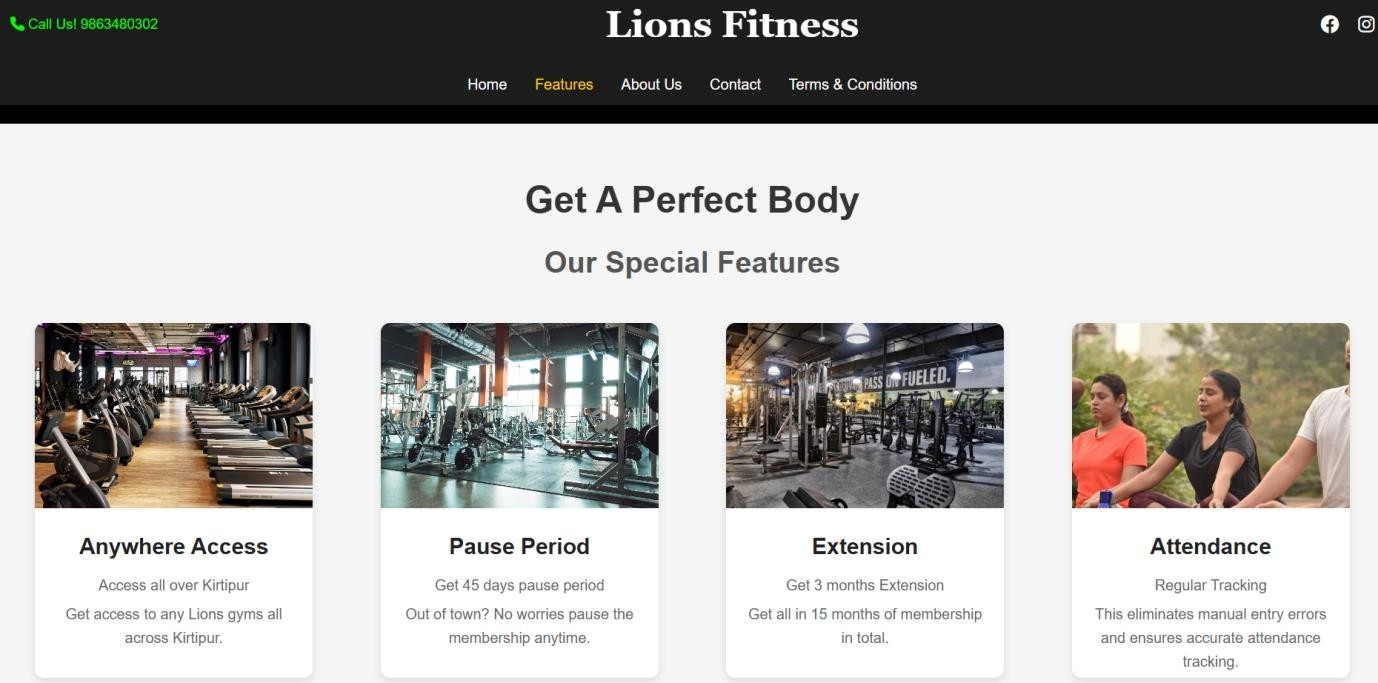 Call Us! 9863480302
Lions Fitness
Home Features About Us Contact Terms & Conditions
Get A Perfect Body
Our Special Features
PASS ON FUELED.
Anywhere Access
Access all over Kirtipur
Get access to any Lions gyms all
across Kirtipur.
Pause Period
Get 45 days pause period
Out of town? No worries pause the
membership anytime.
Extension
Get 3 months Extension
Get all in 15 months of membership
in total.
Attendance
Regular Tracking
This eliminates manual entry errors
and ensures accurate attendance
tracking.